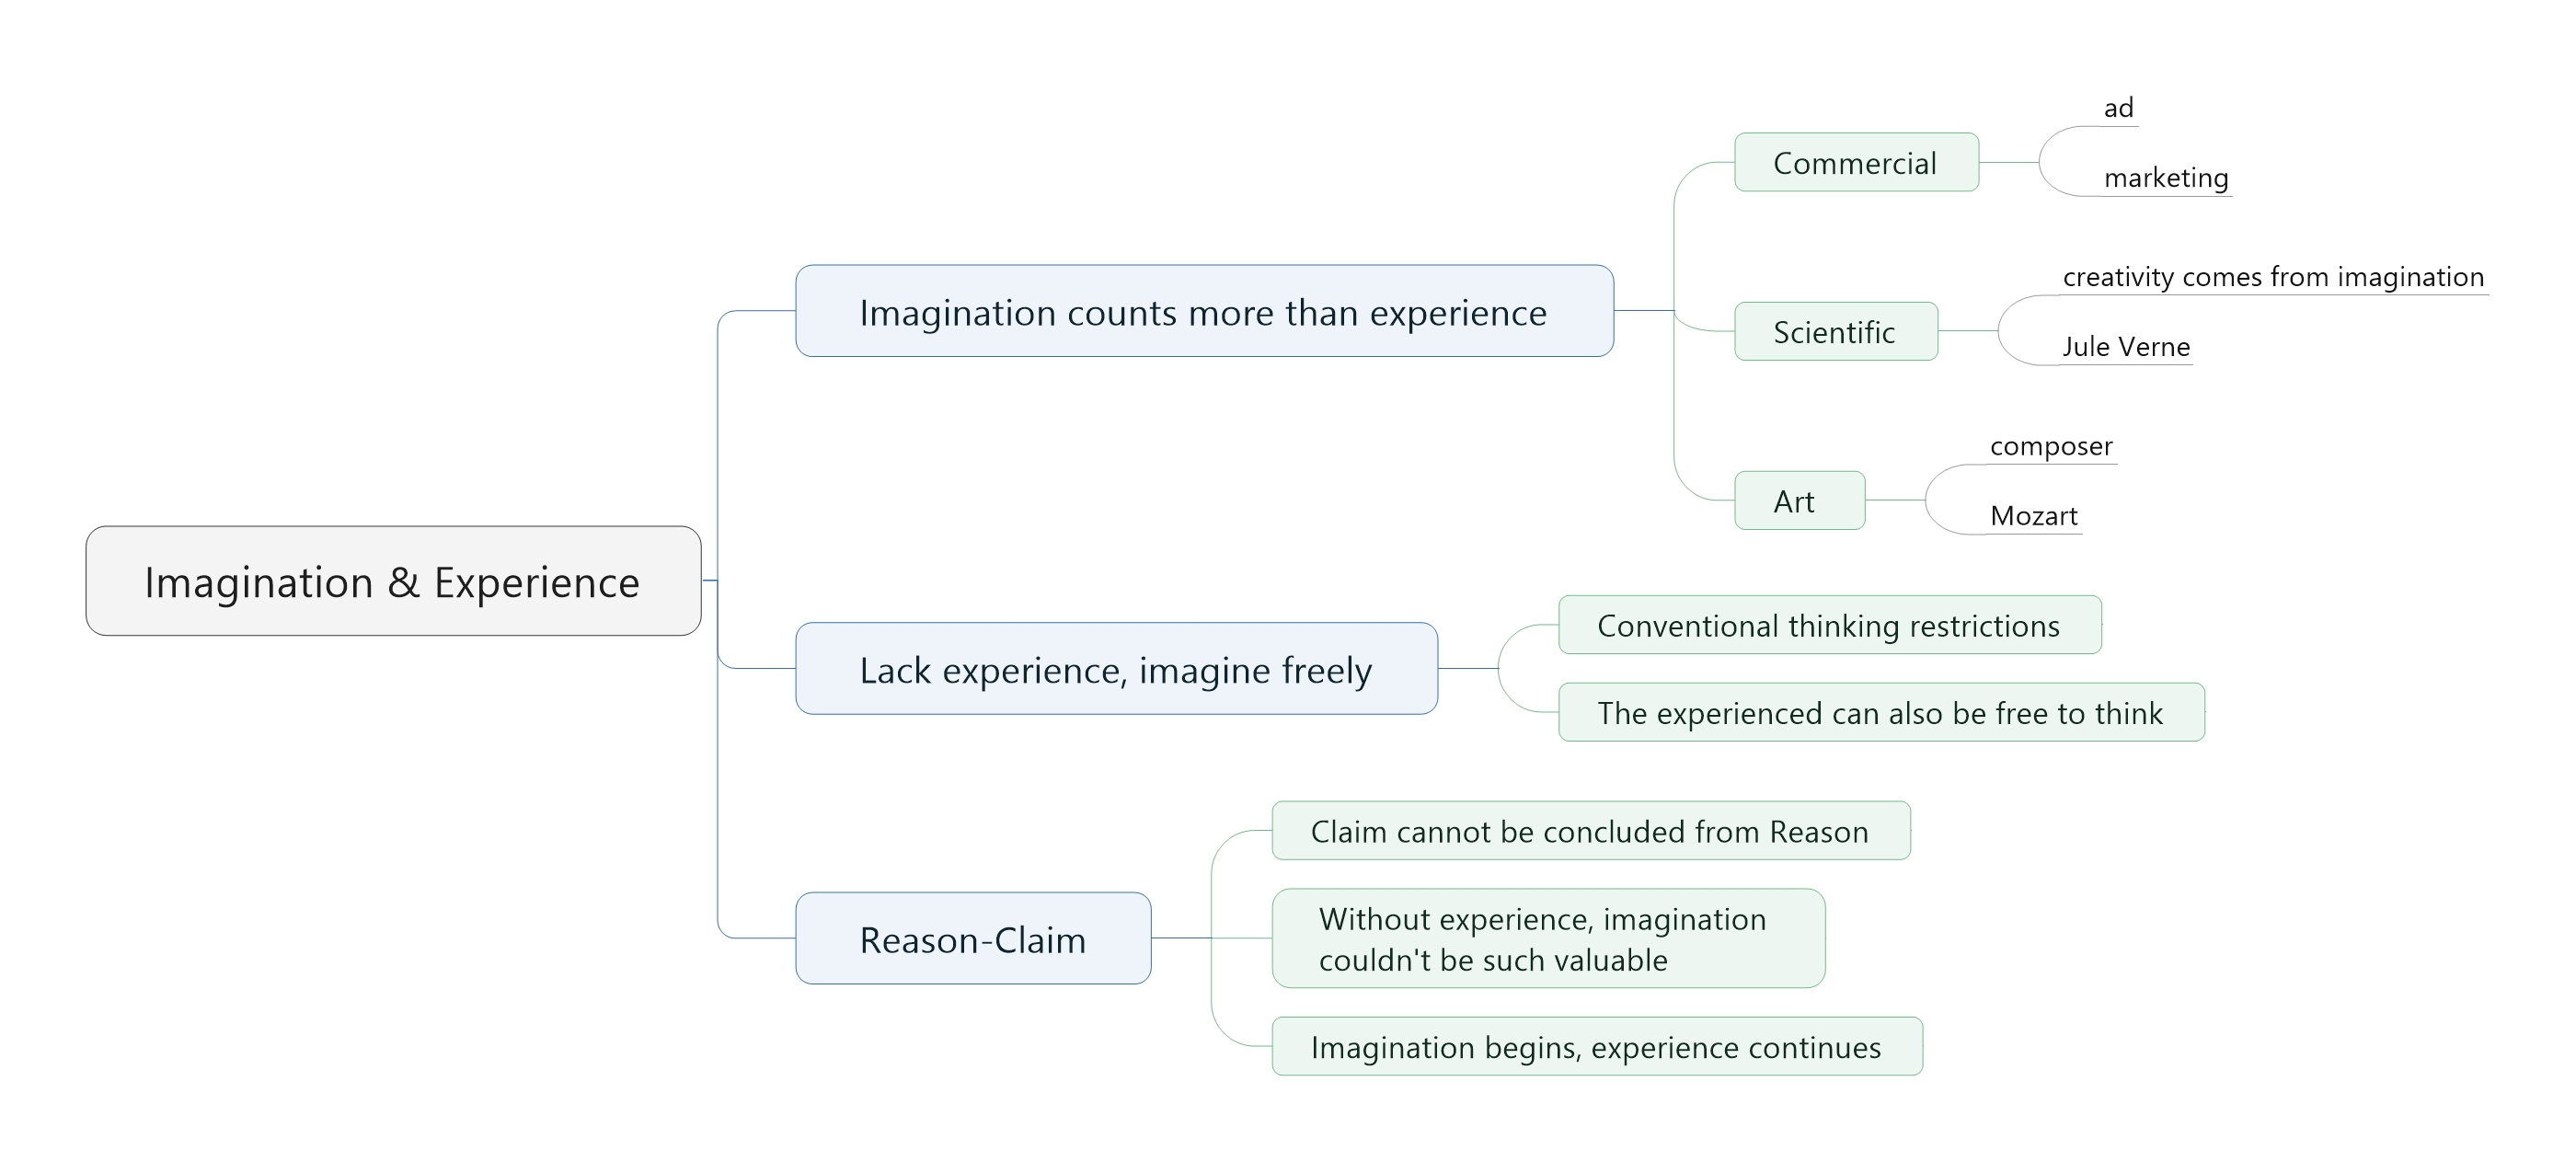 Imagination & Experience
Imagination counts more than experience
Commercial
ad
marketing
Scientific
creativity comes from imagination
Jule Verne
Art
composer
Mozart
Lack experience, imagine freely
Conventional thinking restrictions
The experienced can also be free to think
Reason-Claim
Claim cannot be concluded from Reason
Without experience, imagination
couldn't be such valuable
Imagination begins, experience continues